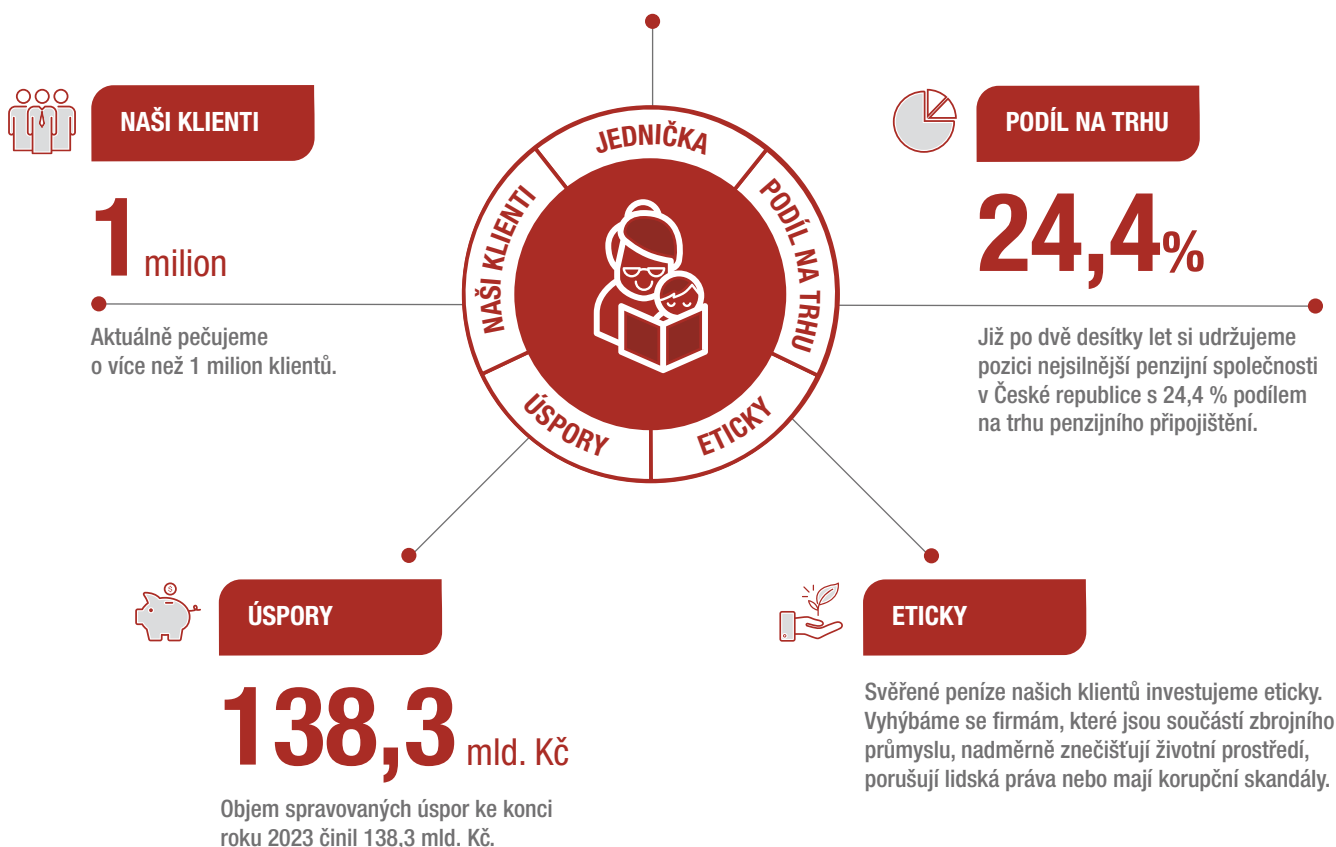 NAŠI KLIENTI
1 milion
Aktuálně pečujeme
o více než 1 milion klientů.
JEDNIČKA
PODÍL NA TRHU
ETICKY
ÚSPORY
NAŠI KLIENTI
PODÍL NA TRHU
24,4%
Již po dvě desítky let si udržujeme
pozici nejsilnější penzijní společnosti
v České republice s 24,4 % podílem
na trhu penzijního připojištění.
ÚSPORY
138,3 mld. Kč
Objem spravovaných úspor ke konci
roku 2023 činil 138,3 mld. Kč.
ETICKY
Svěřené peníze našich klientů investujeme eticky.
Vyhýbáme se firmám, které jsou součástí zbrojního
průmyslu, nadměrně znečišťují životní prostředí,
porušují lidská práva nebo mají korupční skandály.